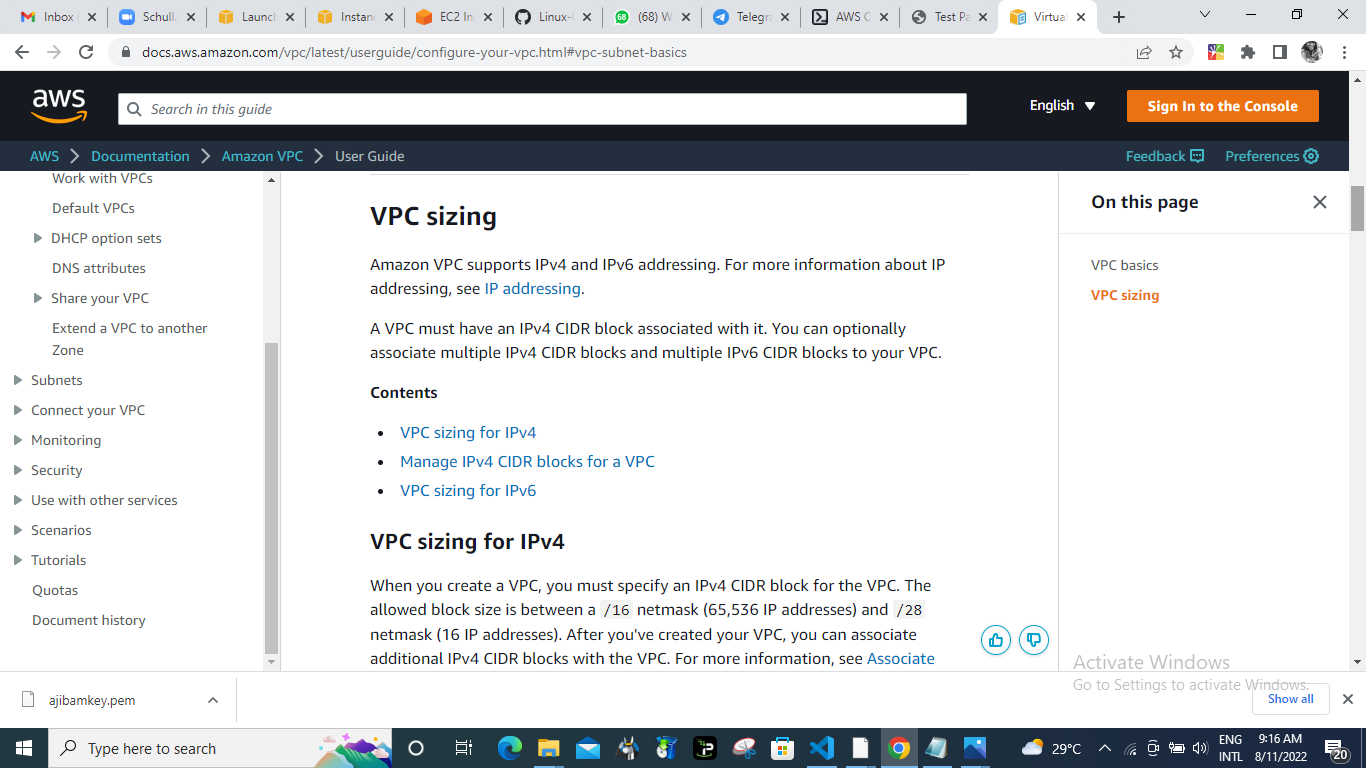 Inbox
Schull
Launch
Instanc
EC2 In
Linux-
(68) W
Telegra
AWS C
Test Pa
Virtual
docs.aws.amazon.com/vpc/latest/userguide/configure-your-vpc.html#vpc-subnet-basics
aws
Search in this guide
English
Sign In to the Console
AWS Documentation Amazon VPC User Guide
Feedback
Preferences
Work with VPCs
Default VPCs
DHCP option sets
DNS attributes
Share your VPC
Extend a VPC to another
Zone
Subnets
Connect your VPC
Monitoring
Security
Use with other services
Scenarios
Tutorials
Quotas
Document history
VPC sizing
Amazon VPC supports IPv4 and IPv6 addressing. For more information about IP
addressing, see IP addressing.
A VPC must have an IPv4 CIDR block associated with it. You can optionally
associate multiple IPv4 CIDR blocks and multiple IPv6 CIDR blocks to your VPC.
Contents
VPC sizing for IPv4
Manage IPv4 CIDR blocks for a VPC
VPC sizing for IPv6
VPC sizing for IPv4
When you create a VPC, you must specify an IPv4 CIDR block for the VPC. The
allowed block size is between a /16 netmask (65,536 IP addresses) and /28
netmask (16 IP addresses). After you've created your VPC, you can associate
additional IPv4 CIDR blocks with the VPC. For more information, see Associate
On this page
VPC basics
VPC sizing
Activate Windows
Go to Settings to activate Windows.
ajibamkey.pem
Show all
Type here to search
29°C
ENG
INTL
9:16 AM
8/11/2022
20